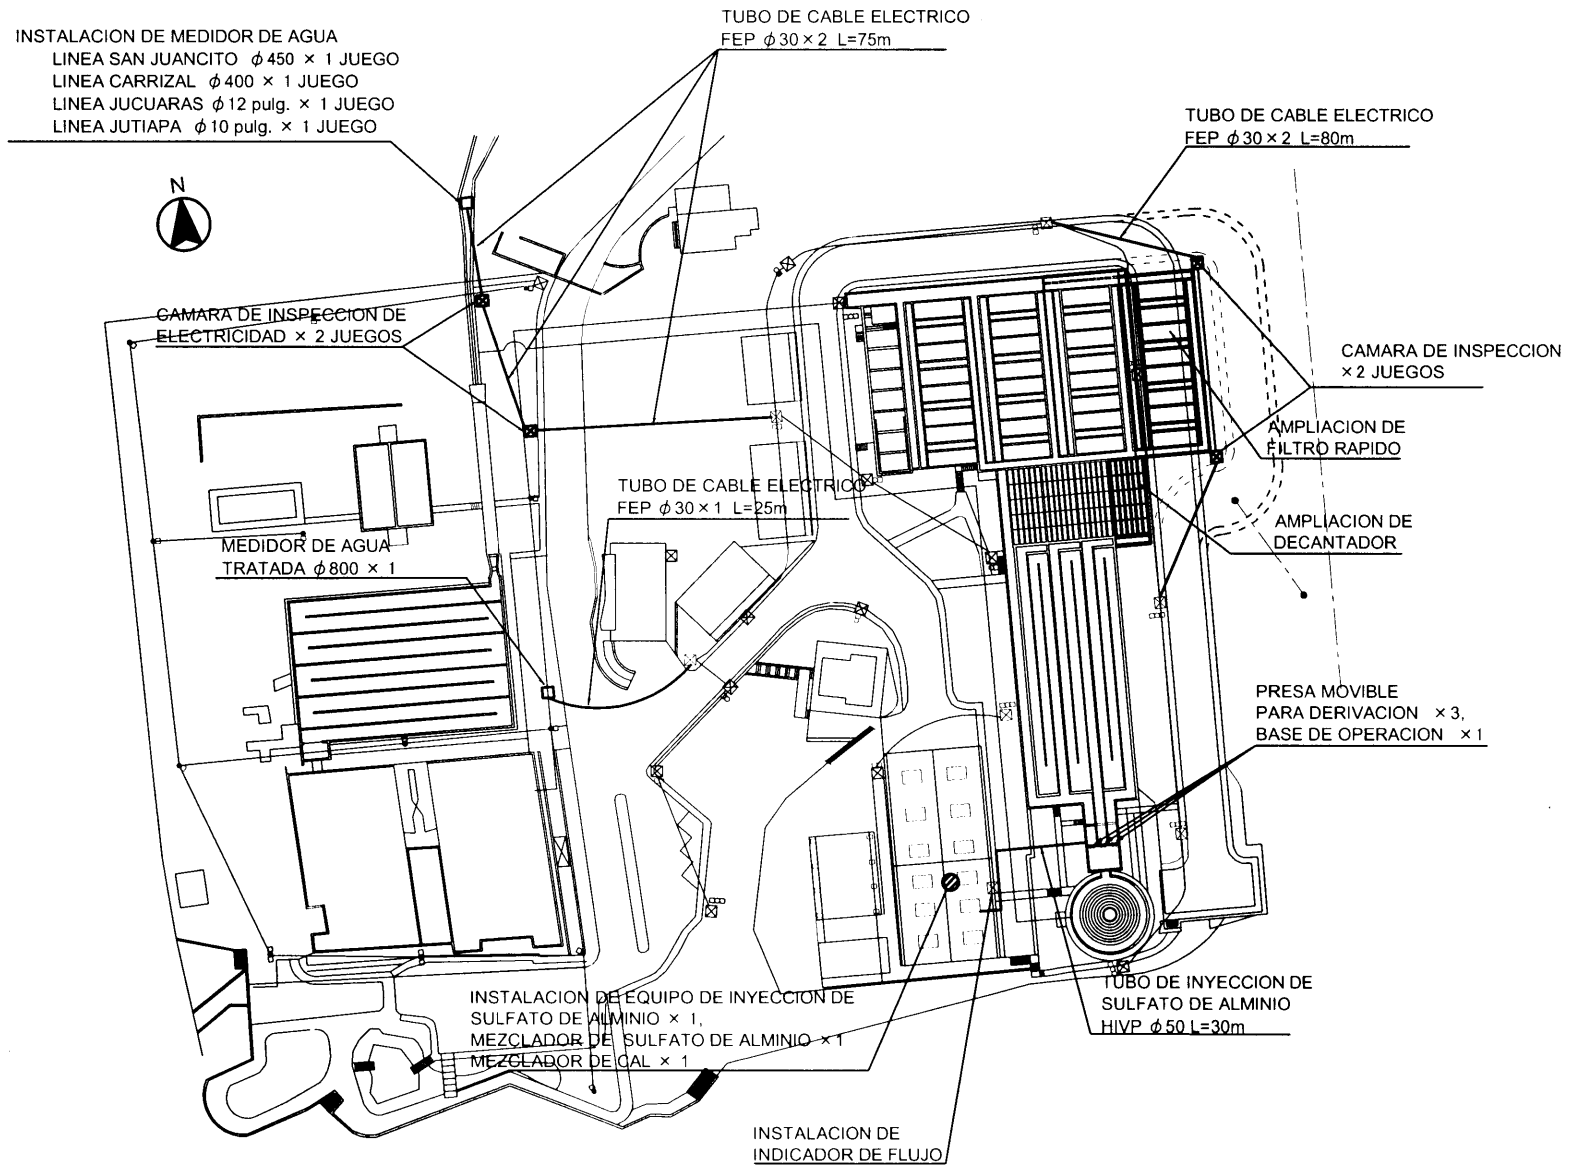 TUBO DE CABLE ELECTRICO
FEP φ30×2 L=75m
INSTALACION DE MEDIDOR DE AGUA
LINEA SAN JUANCITO φ450 × 1 JUEGO
LINEA CARRIZAL φ400 × 1 JUEGO
LINEA JUCUARAS φ12 pulg. × 1 JUEGO
LINEA JUTIAPA φ10 pulg. × 1 JUEGO
TUBO DE CABLE ELECTRICO
FEP φ30×2 L=80m
N
CAMARA DE INSPECCION DE
ELECTRICIDAD × 2 JUEGOS
CAMARA DE INSPECCION
×2 JUEGOS
AMPLIACION DE
FILTRO RAPIDO
TUBO DE CABLE ELECTRICO
FEP φ30×1 L=25m
AMPLIACION DE
DECANTADOR
MEDIDOR DE AGUA
TRATADA φ800 × 1
PRESA MOVIBLE
PARA DERIVACION ×3,
BASE DE OPERACION ×1
TUBO DE INYECCION DE
SULFATO DE ALMINIO
HIVP φ50 L=30m
INSTALACION DE EQUIPO DE INYECCION DE
SULFATO DE ALMINIO × 1,
MEZCLADOR DE SULFATO DE ALMINIO ×1
MEZCLADOR DE CAL × 1
INSTALACION DE
INDICADOR DE FLUJO